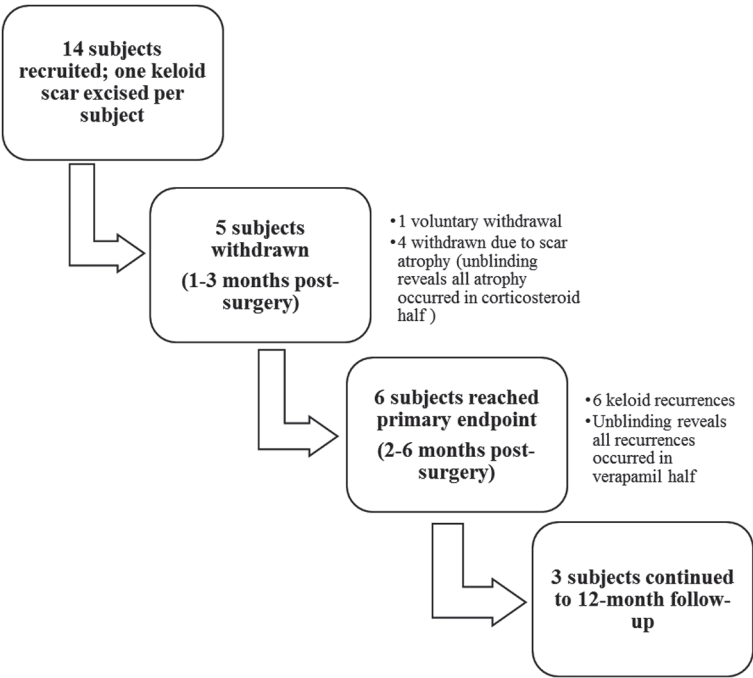 14 subjects
recruited; one keloid
scar excised per
subject
5 subjects
withdrawn
(1-3 months post-
surgery)
•1 voluntary withdrawal
•4 withdrawn due to scar
atrophy (unblinding
reveals all atrophy
occurred in corticosteroid
half )
6 subjects reached
primary endpoint
(2-6 months post-
surgery)
•6 keloid recurrences
•Unblinding reveals
all recurrences
occurred in
verapamil half
3 subjects continued
to 12-month follow-
up